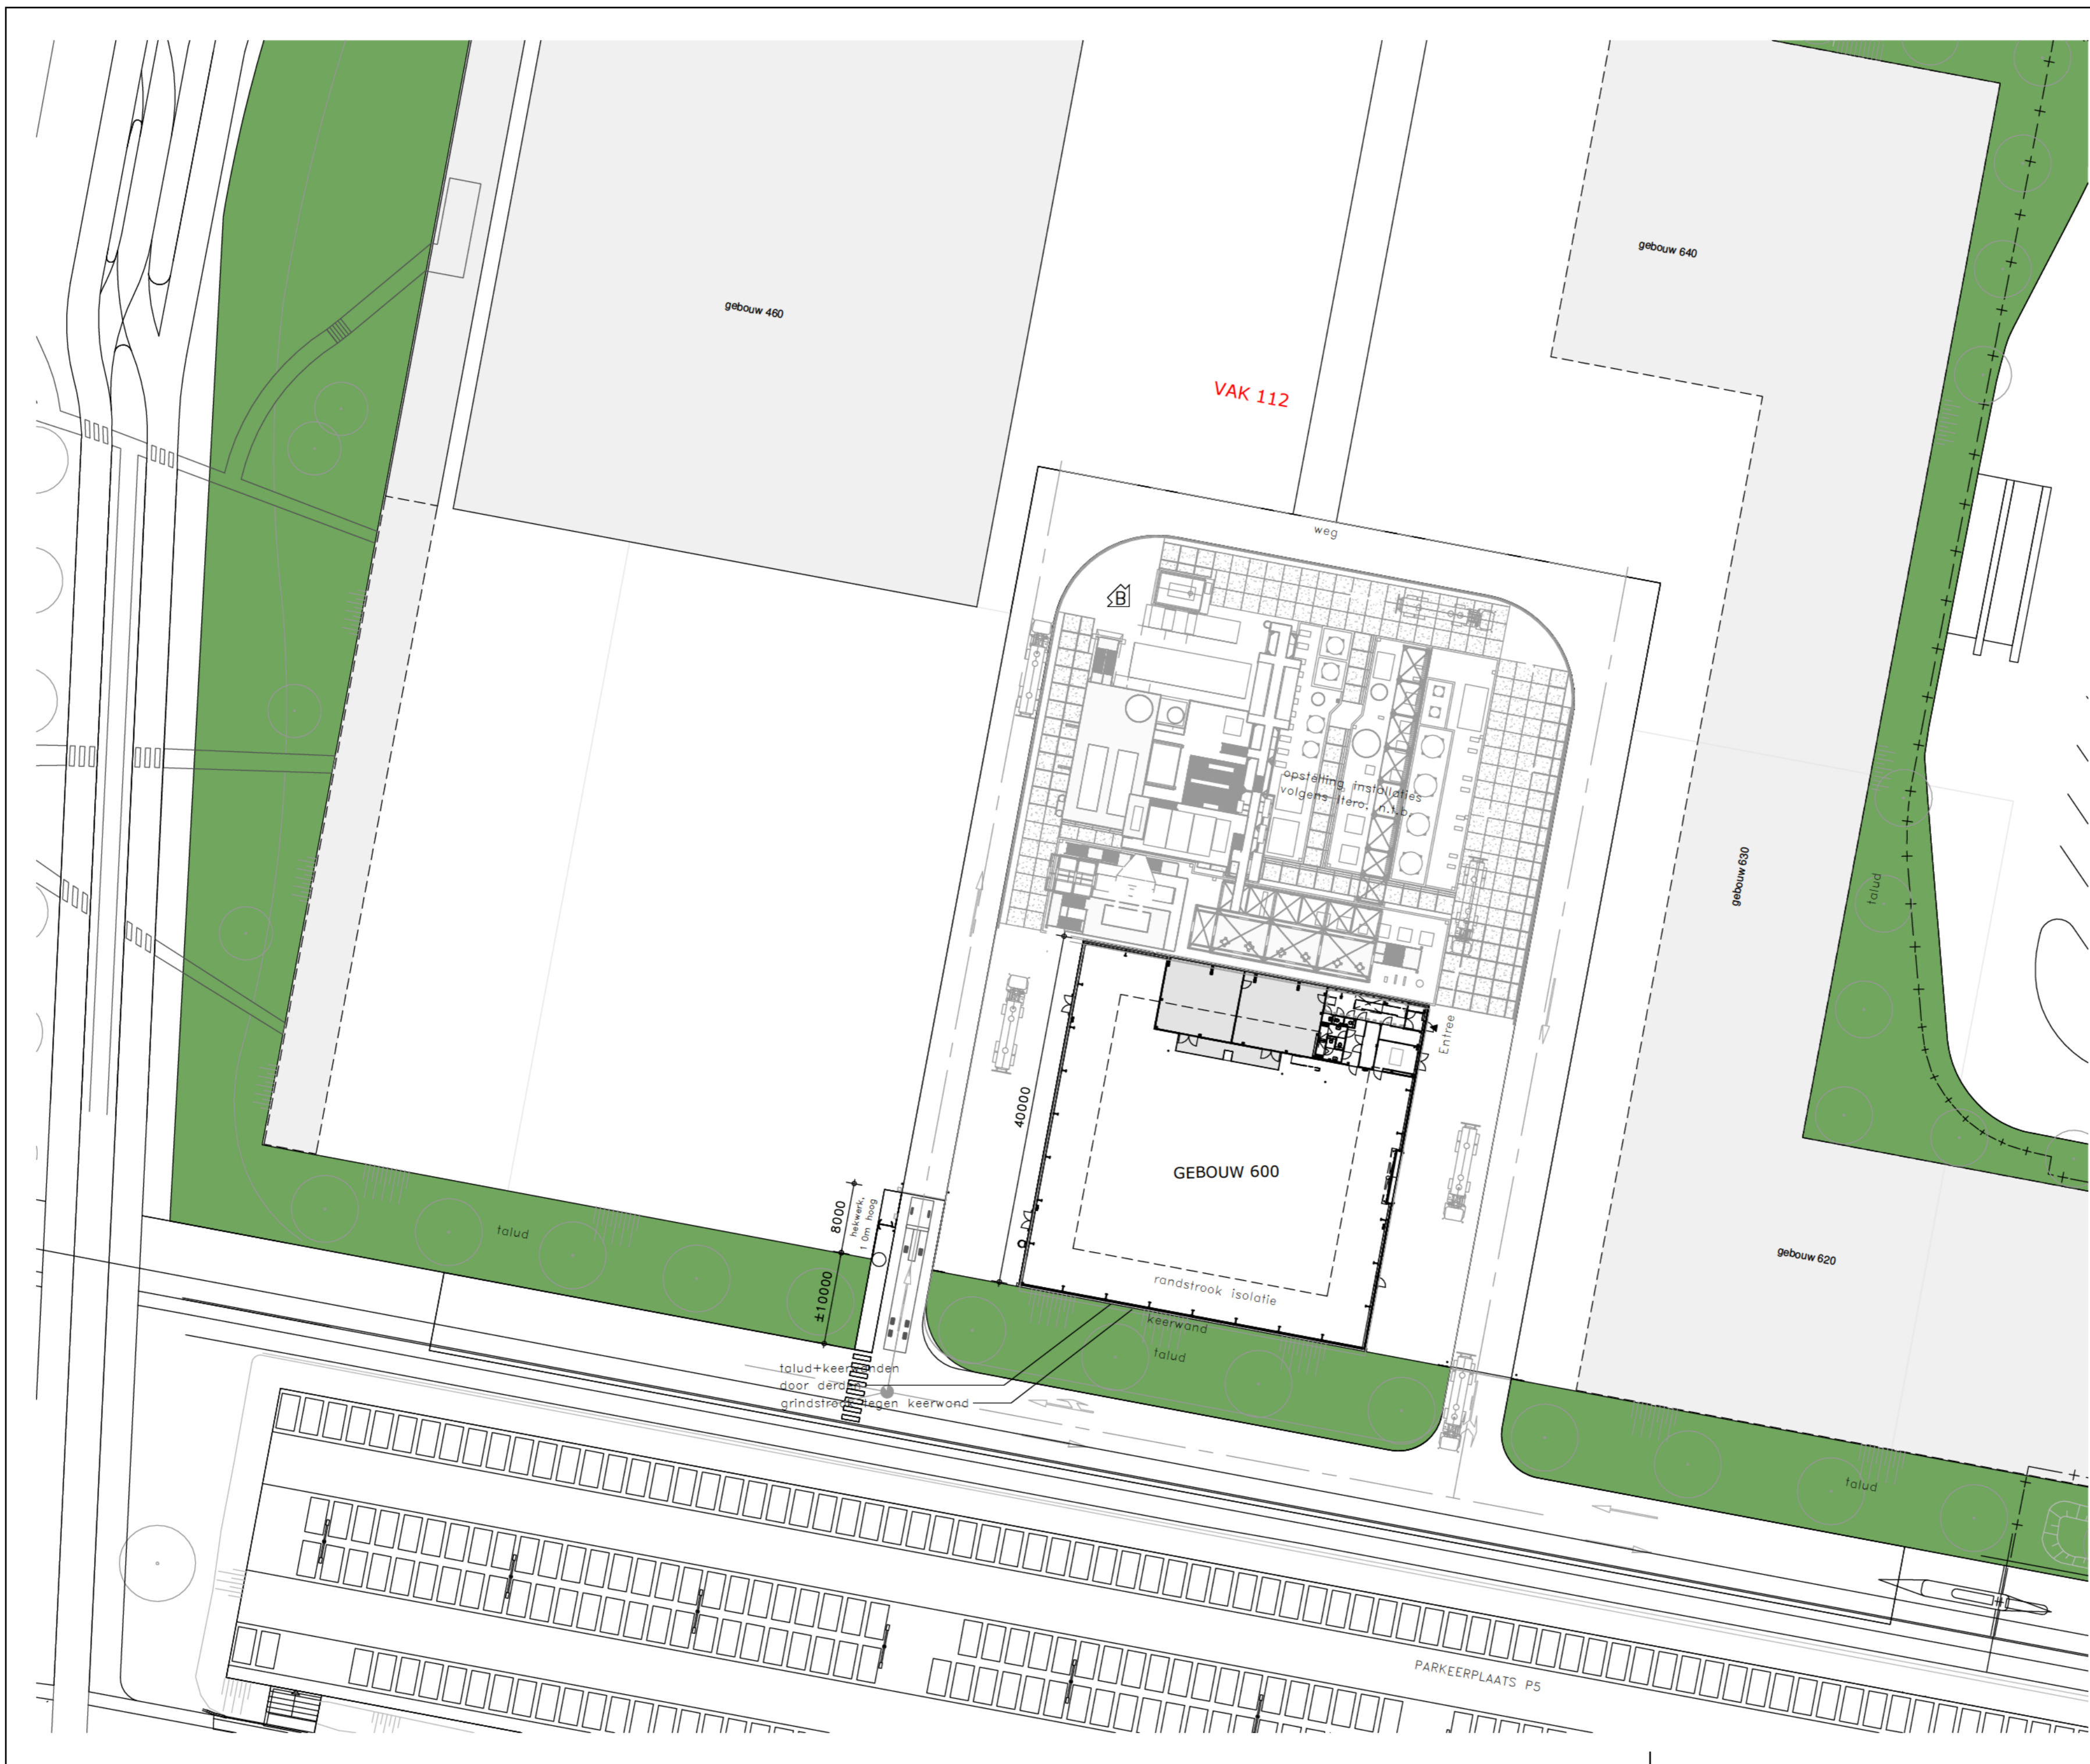 gebouw 640
gebouw 460
VAK 112
weg
B
opstelling installaties
volgens Itero. n.t.b.
gebouw 630
talud
Entree
40000
GEBOUW 600
8000
hekwerk,
1 0m hoog
talud
gebouw 620
±10000
randstrook isolatie
keerwand
talud
talud+keerwanden
door derden
grindstrook tegen keerwand
talud
PARKEERPLAATS P5